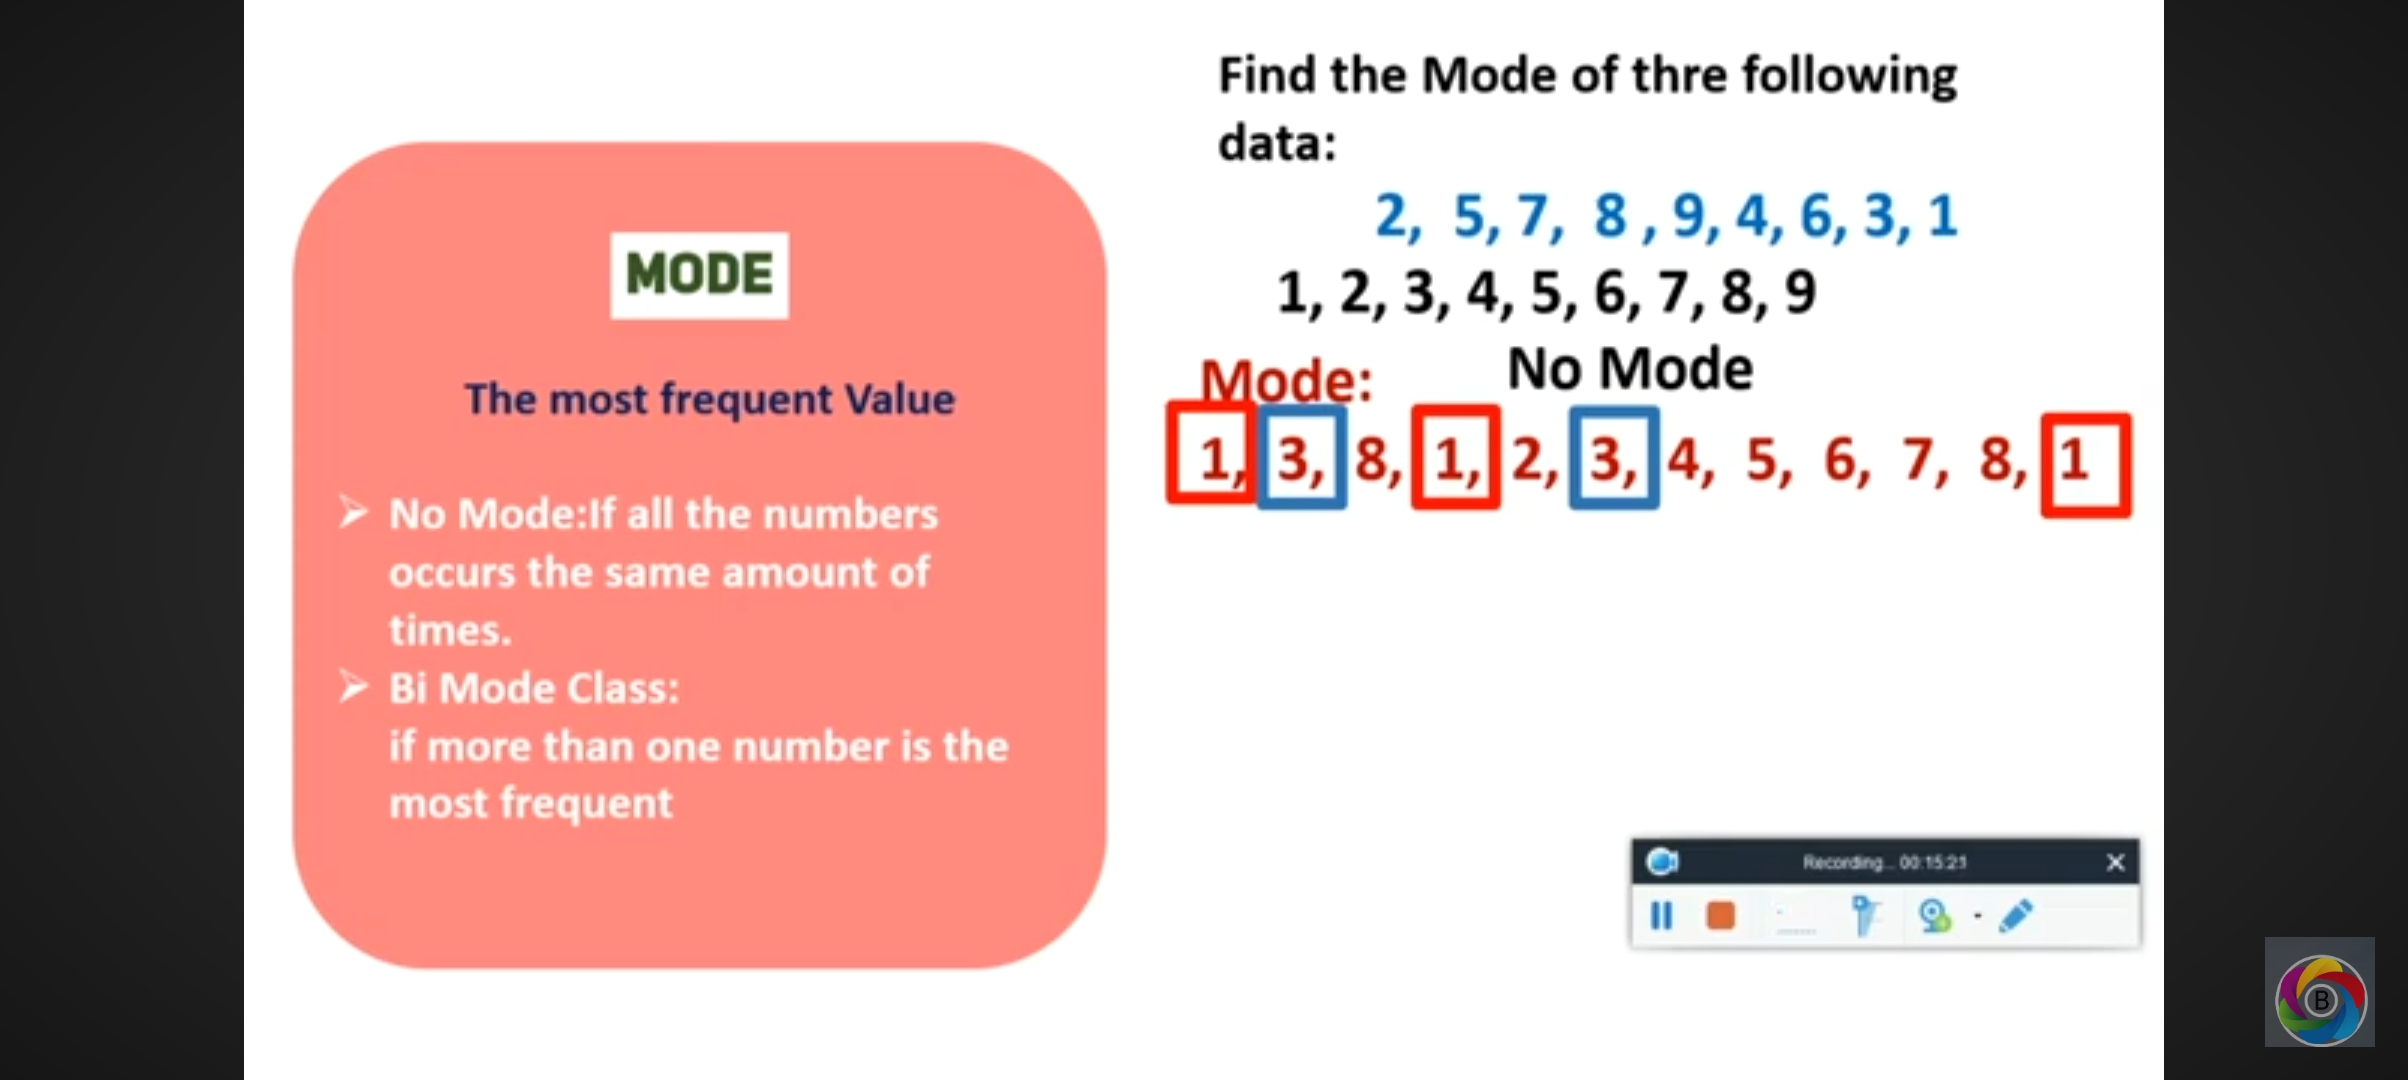 MODE
The most frequent Value
➢ No Mode:If all the numbers
occurs the same amount of
times.
➢ Bi Mode Class:
if more than one number is the
most frequent
Find the Mode of thre following
data:
2, 5, 7, 8 , 9, 4, 6, 3, 1
1, 2, 3, 4, 5, 6, 7, 8, 9
Mode: No Mode
1, 3, 8, 1, 2, 3, 4, 5, 6, 7, 8, 1
Recording... 00:15:21
B